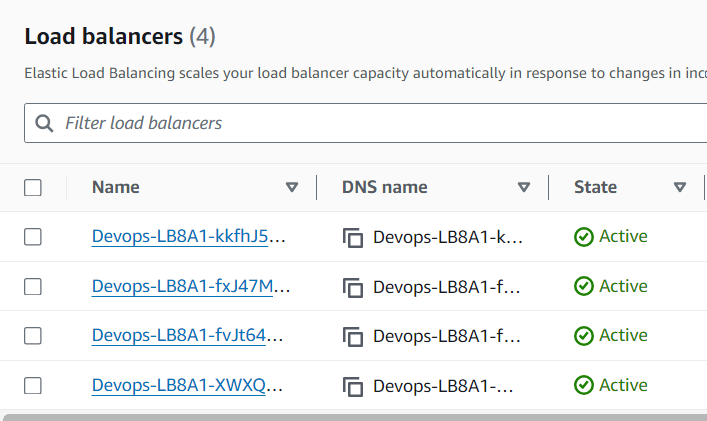 Load balancers (4)
Elastic Load Balancing scales your load balancer capacity automatically in response to changes in inc
Filter load balancers
Name DNS name State
Devops-LB8A1-kkfhJ5… Devops-LB8A1-k… Active
Devops-LB8A1-fxJ47M… Devops-LB8A1-f… Active
Devops-LB8A1-fvJt64… Devops-LB8A1-f… Active
Devops-LB8A1-XWXQ… Devops-LB8A1-… Active